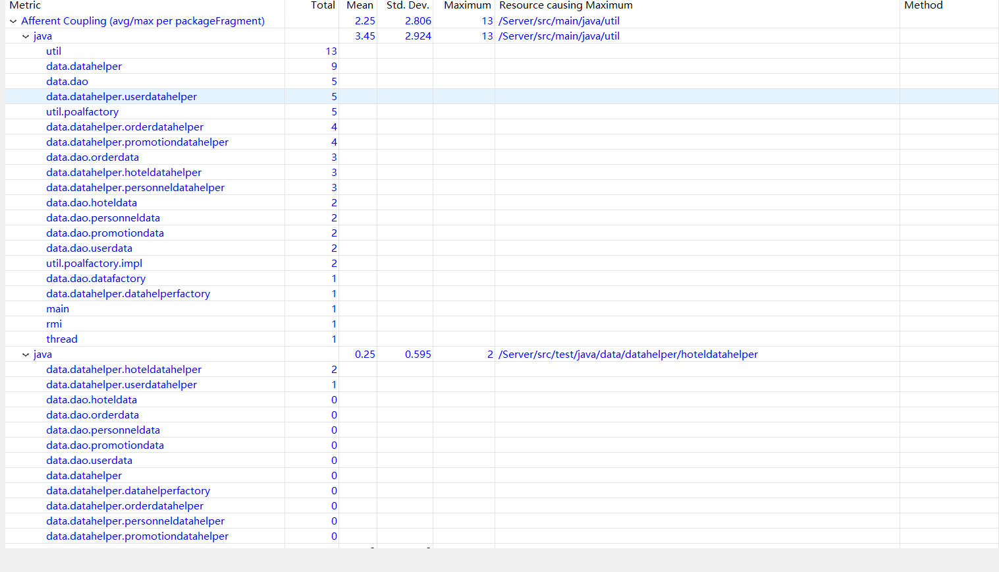 Metric Total Mean Std. Dev. Maximum Resource causing Maximum Method
Afferent Coupling (avg/max per packageFragment) 2.25 2.806 13 /Server/src/main/java/util
java 3.45 2.924 13 /Server/src/main/java/util
util 13
data.datahelper 9
data.dao 5
data.datahelper.userdatahelper 5
util.poalfactory 5
data.datahelper.orderdatahelper 4
data.datahelper.promotiondatahelper 4
data.dao.orderdata 3
data.datahelper.hoteldatahelper 3
data.datahelper.personneldatahelper 3
data.dao.hoteldata 2
data.dao.personneldata 2
data.dao.promotiondata 2
data.dao.userdata 2
util.poalfactory.impl 2
data.dao.datafactory 1
data.datahelper.datahelperfactory 1
main 1
rmi 1
thread 1
java 0.25 0.595 2 /Server/src/test/java/data/datahelper/hoteldatahelper
data.datahelper.hoteldatahelper 2
data.datahelper.userdatahelper 1
data.dao.hoteldata 0
data.dao.orderdata 0
data.dao.personneldata 0
data.dao.promotiondata 0
data.dao.userdata 0
data.datahelper 0
data.datahelper.datahelperfactory 0
data.datahelper.orderdatahelper 0
data.datahelper.personneldatahelper 0
data.datahelper.promotiondatahelper 0